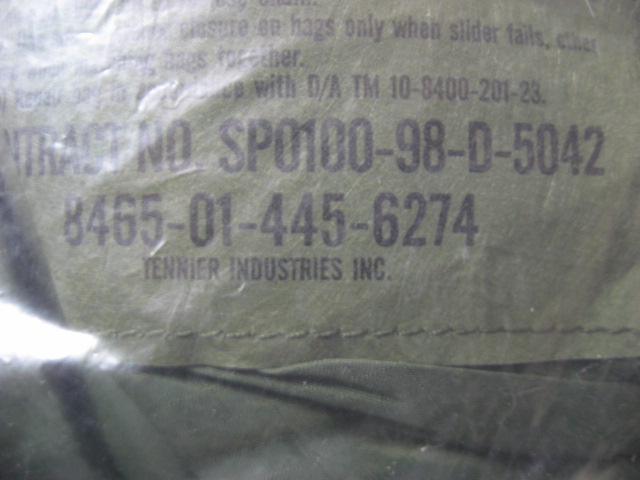 closure on bags only when slider fails, other
bags together.
with D/A TM 10-8400-201-23.
NTRACT NO. SP0100-98-D-5042
8465-01-445-6274
TENNIER INDUSTRIES INC.